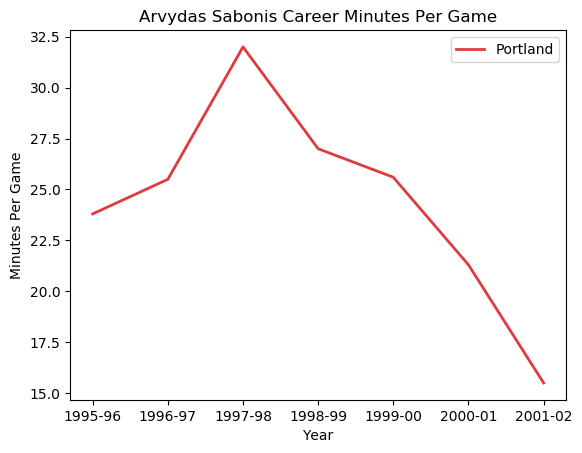 Arvydas Sabonis Career Minutes Per Game
Portland
32.5
30.0
27.5
25.0
22.5
20.0
17.5
15.0
Minutes Per Game
1995-96 1996-97 1997-98 1998-99 1999-00 2000-01 2001-02
Year